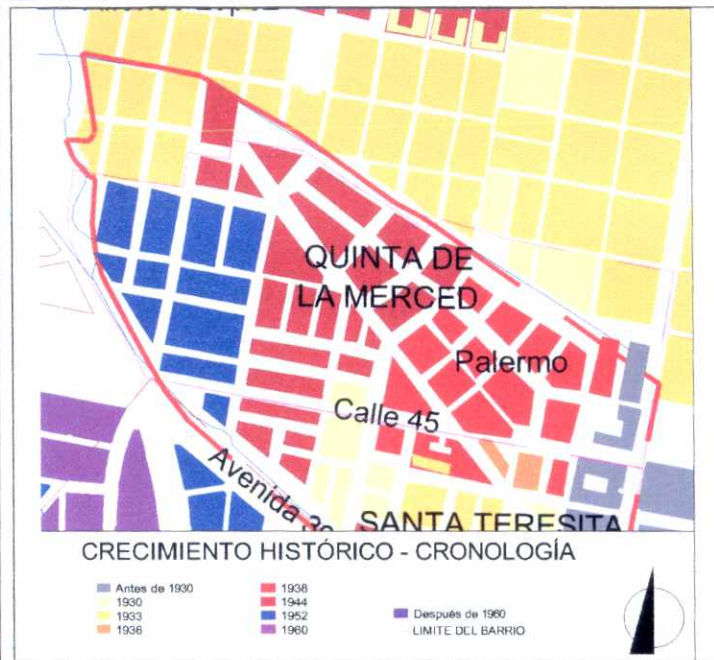 QUINTA DE
LA MERCED
Palermo
Calle 45
Avenida
SANTA TERESITA
CRECIMIENTO HISTÓRICO - CRONOLOGÍA
Antes de 1930
1930
1933
1936
1938
1944
1952
1960
Después de 1960
LIMITE DEL BARRIO